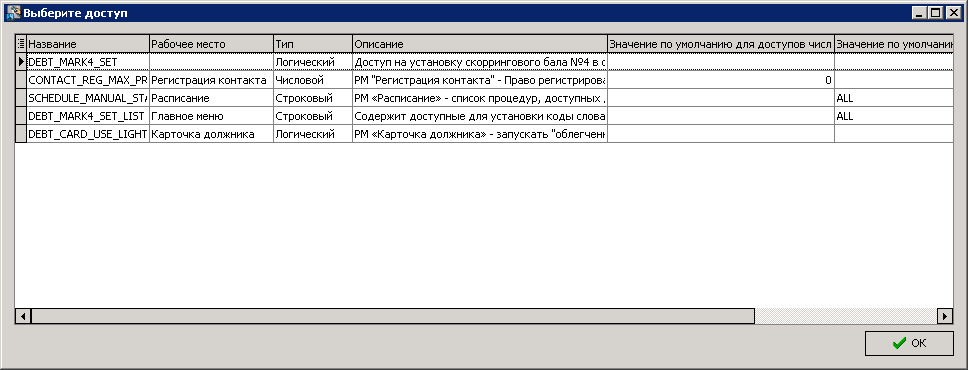 Выберите доступ
Название Рабочее место Тип Описание Значение по умолчанию для доступов числ Значение по умолчани
DEBT_MARK4_SET Логический Доступ на установку скоррингового бала №4 в с
CONTACT_REG_MAX_PR Регистрация контакта Числовой РМ "Регистрация контакта" - Право регистрирова 0
SCHEDULE_MANUAL_STA Расписание Строковый РМ «Расписание» - список процедур, доступных ALL
DEBT_MARK4_SET_LIST Главное меню Строковый Содержит доступные для установки коды слова ALL
DEBT_CARD_USE_LIGHT Карточка должника Логический РМ «Карточка должника» - запускать "облегчен
OK